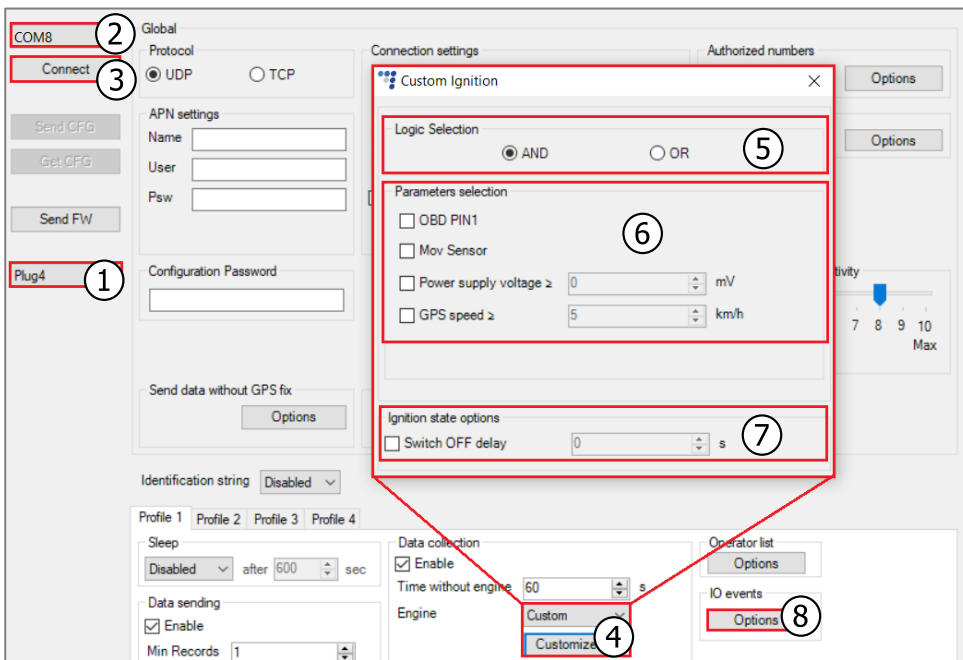 COM8
2
Connect
3
Send CFG
Get CFG
Send FW
Plug4
1
Global
Protocol
UDP
TCP
APN settings
Name
User
Psw
Configuration Password
Send data without GPS fix
Options
Connection settings
Authorized numbers
Options
Options
Custom Ignition
Logic Selection
AND
OR
5
Parameters selection
6
OBD PIN1
Mov Sensor
Power supply voltage ≥ 0 mV
GPS speed ≥ 5 km/h
Ignition state options
Switch OFF delay 0 s
7
7 8 9 10
Max
Identification string Disabled
Profile 1 Profile 2 Profile 3 Profile 4
Sleep
Disabled after 600 sec
Data sending
Enable
Min Records 1
Data collection
Enable
Time without engine 60 s
Engine Custom
Customize
4
Operator list
Options
IO events
Options
8